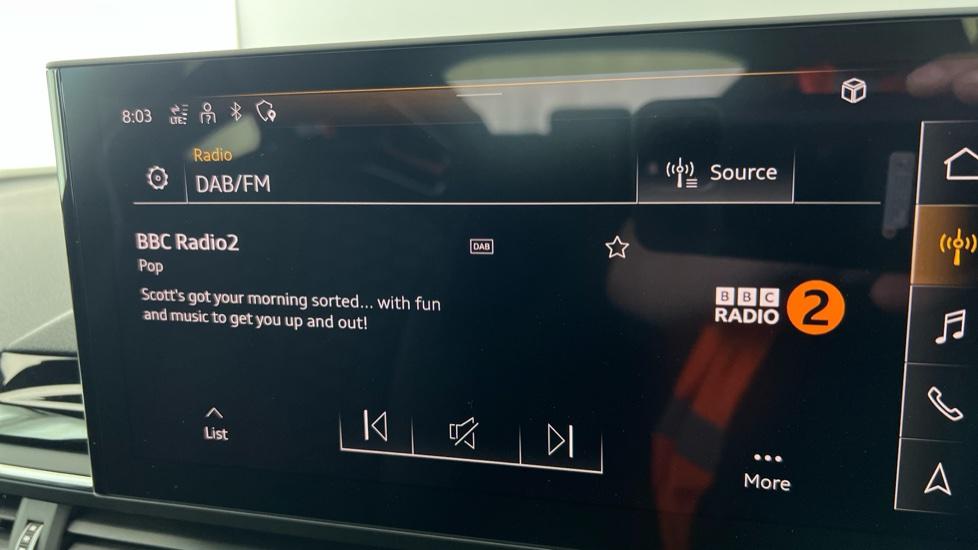 8:03 LTE ?
Radio
DAB/FM
Source
BBC Radio2
DAB
Pop
Scott's got your morning sorted... with fun
and music to get you up and out!
BBC
RADIO 2
List
More